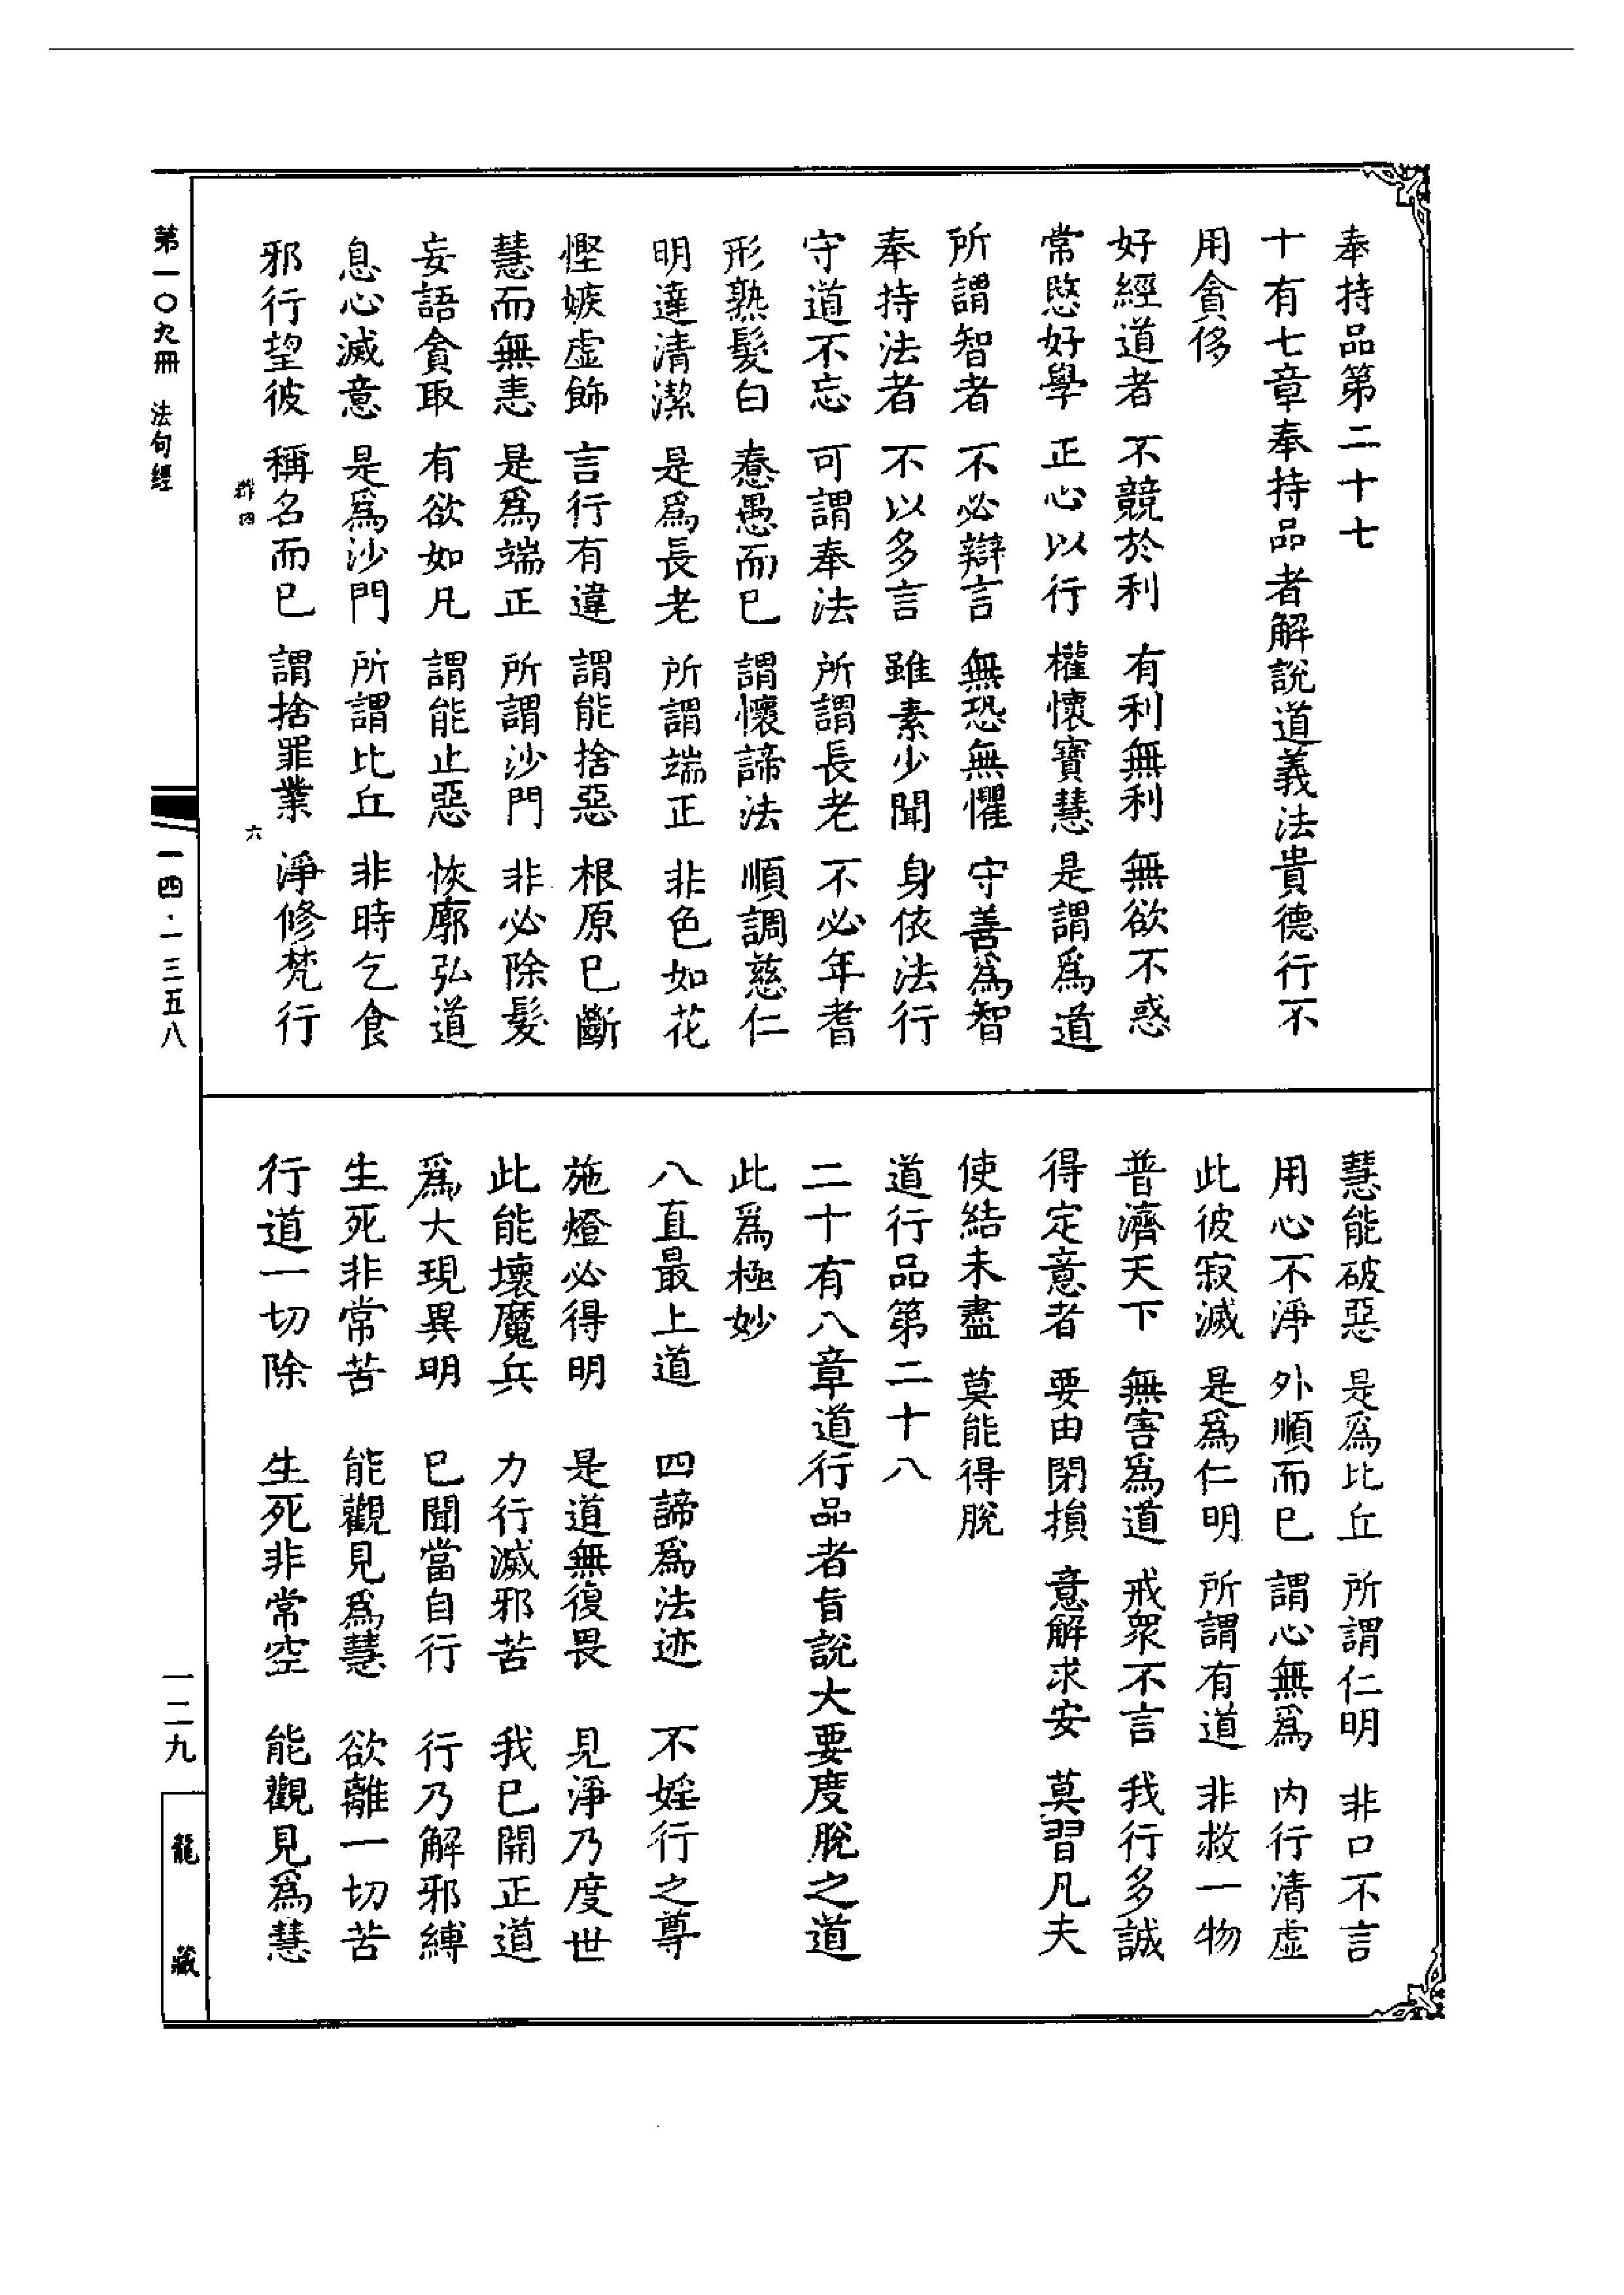 奉持品第二十七
十有七章奉持品者解說道義法貴德行不
用貪侈
好經道者 不競於利 有利無利 無欲不惑
常愍好學 正心以行 權懷寶慧 是謂爲道
所謂智者 不必辯言 無恐無懼 守善爲智
奉持法者 不以多言 雖素少聞 身依法行
守道不忘 可謂奉法 所謂長老 不必年耆
形熟髮白 惷愚而已 謂懷諦法 順調慈仁
明達清潔 是爲長老 所謂端正 非色如花
慳嫉虛飾 言行有違 謂能捨惡 根原已斷
慧而無恚 是爲端正 所謂沙門 非必除髮
妄語貪取 有欲如凡 謂能止惡 恢廓弘道
息心滅意 是爲沙門 所謂比丘 非時乞食
邪行望彼 稱名而已 謂捨罪業 淨修梵行
六
慧能破惡 是爲比丘 所謂仁明 非口不言
用心不淨 外順而已 謂心無爲 內行清虛
此彼寂滅 是爲仁明 所謂有道 非救一物
普濟天下 無害爲道 戒衆不言 我行多誠
得定意者 要由閉損 意解求安 莫習凡夫
使結未盡 莫能得脫
道行品第二十八
二十有八章道行品者旨說大要度脫之道
此爲極妙
八直最上道 四諦爲法迹 不婬行之尊
施燈必得明 是道無復畏 見淨乃度世
此能壞魔兵 力行滅邪苦 我已開正道
爲大現異明 已聞當自行 行乃解邪縛
生死非常苦 能觀見爲慧 欲離一切苦
行道一切除 生死非常空 能觀見爲慧
第一〇九冊 法句經
一四·一三五八
一二九
龍藏